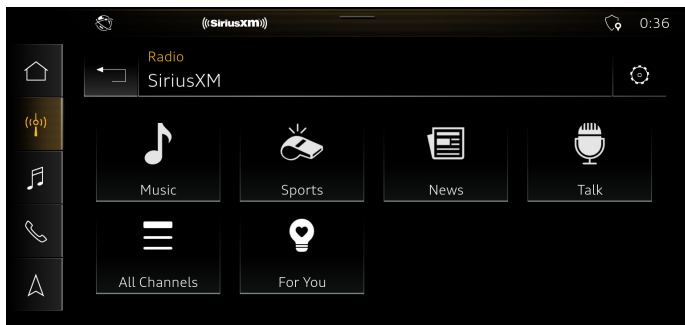 ((SiriusXM))
0:36
Radio
SiriusXM
Music
Sports
News
Talk
All Channels
For You